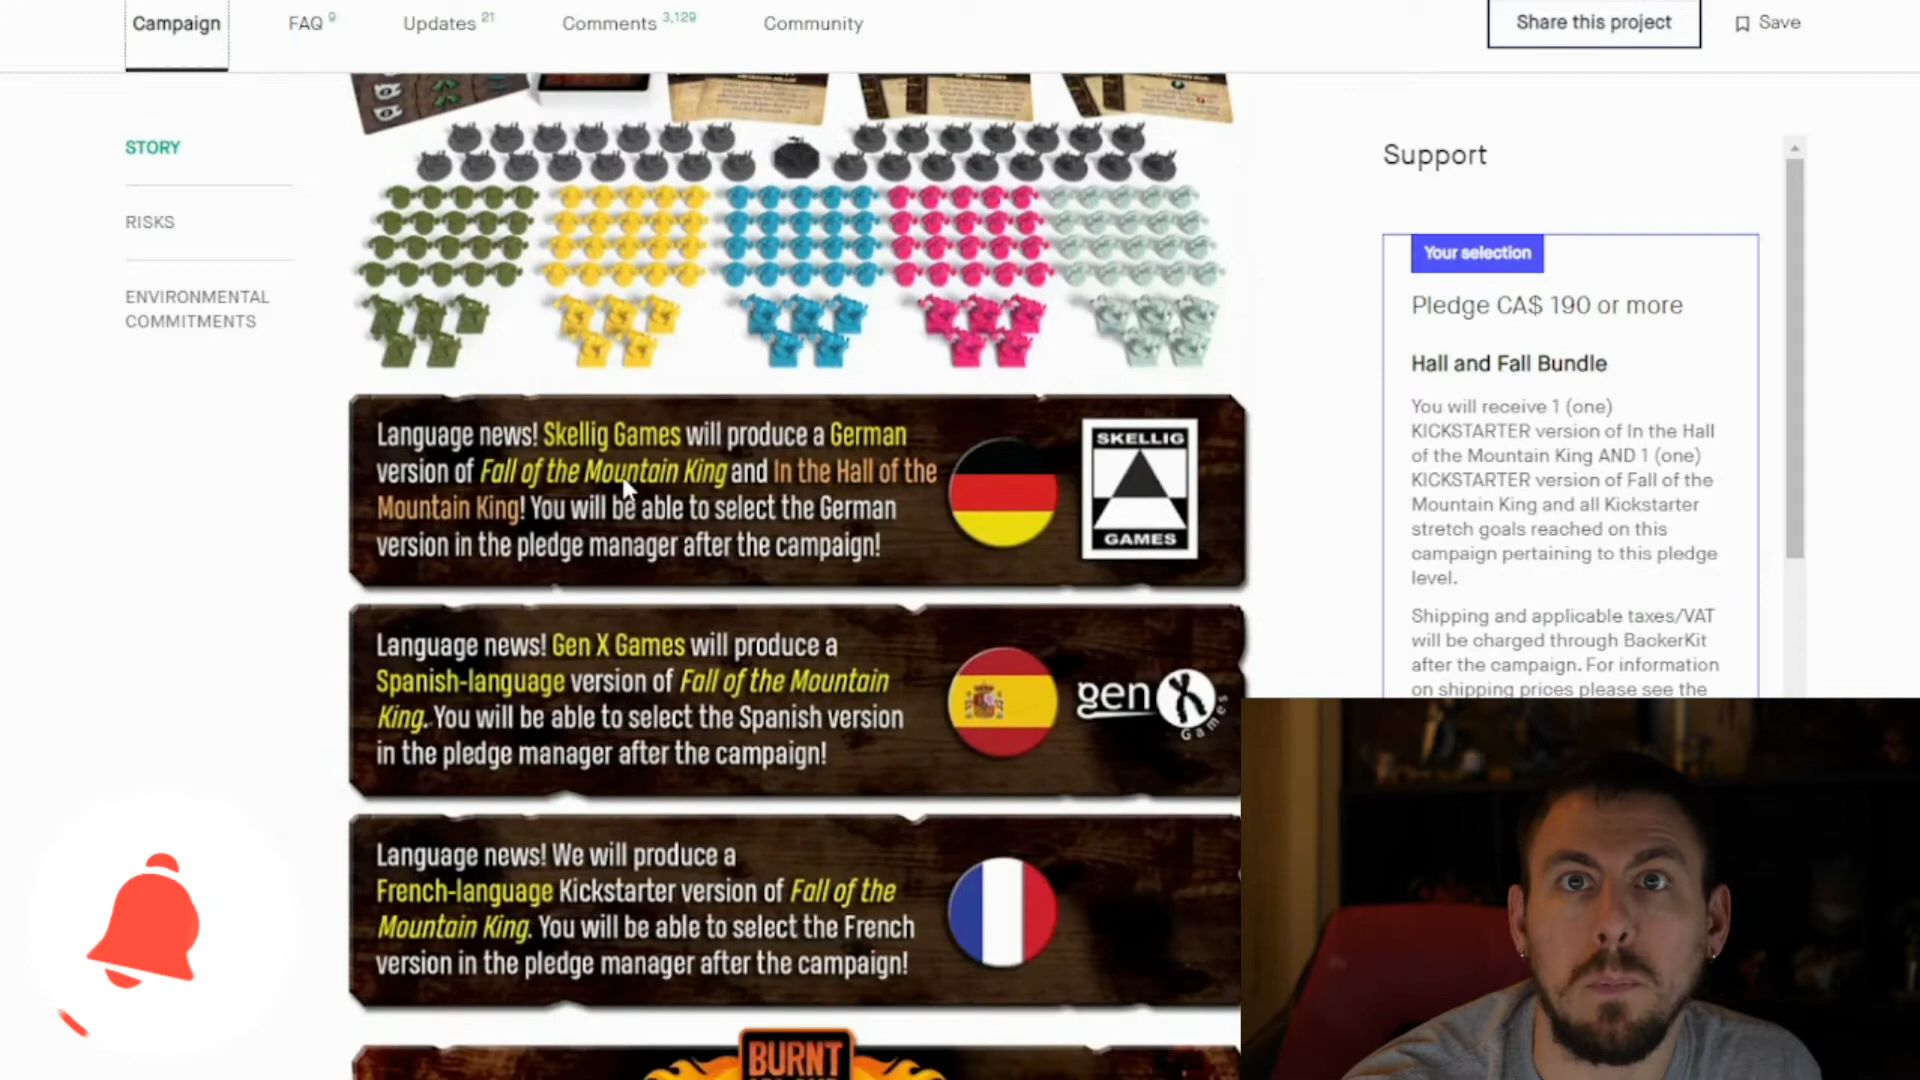 Campaign
FAQ 9
Updates 21
Comments 3,129
Community
Share this project
Save
STORY
RISKS
ENVIRONMENTAL
COMMITMENTS
Language news! Skellig Games will produce a German
version of Fall of the Mountain King and In the Hall of the
Mountain King! You will be able to select the German
version in the pledge manager after the campaign!
SKELLIG
GAMES
Language news! Gen X Games will produce a
Spanish-language version of Fall of the Mountain
King. You will be able to select the Spanish version
in the pledge manager after the campaign!
gen X
Games
Language news! We will produce a
French-language Kickstarter version of Fall of the
Mountain King. You will be able to select the French
version in the pledge manager after the campaign!
BURNT
Support
Your selection
Pledge CA$ 190 or more
Hall and Fall Bundle
You will receive 1 (one)
KICKSTARTER version of In the Hall
of the Mountain King AND 1 (one)
KICKSTARTER version of Fall of the
Mountain King and all Kickstarter
stretch goals reached on this
campaign pertaining to this pledge
level.
Shipping and applicable taxes/VAT
will be charged through BackerKit
after the campaign. For information
on shipping prices please see the